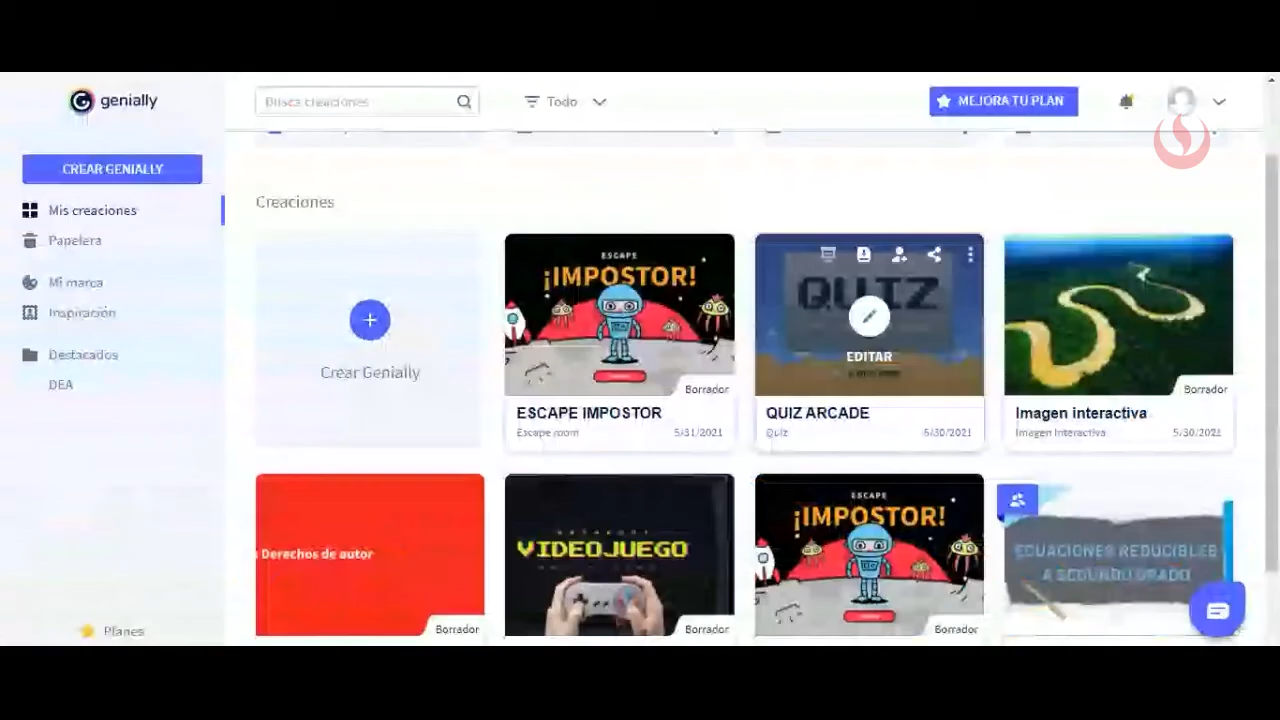 genially
Busca creaciones
Todo
MEJORA TU PLAN
CREAR GENIALLY
Mis creaciones
Papelera
Mi marca
Inspiración
Destacados
DEA
Planes
Creaciones
Crear Genially
ESCAPE
¡IMPOSTOR!
Borrador
ESCAPE IMPOSTOR
Escape room
5/31/2021
QUIZ
EDITAR
QUIZ ARCADE
Quiz
5/30/2021
Borrador
Imagen interactiva
Imagen Interactiva
5/30/2021
Derechos de autor
Borrador
VIDEOJUEGO
Borrador
ESCAPE
¡IMPOSTOR!
Borrador
ECUACIONES REDUCIBLES
A SEGUNDO GRADO